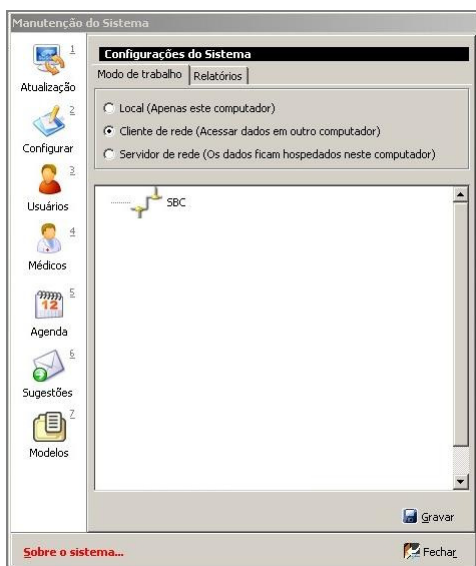 Manutenção do Sistema
1
Atualização
2
Configurar
3
Usuários
4
Médicos
5
12
Agenda
6
Sugestões
7
Modelos
Configurações do Sistema
Modo de trabalho Relatórios
Local (Apenas este computador)
Cliente de rede (Acessar dados em outro computador)
Servidor de rede (Os dados ficam hospedados neste computador)
SBC
Gravar
Sobre o sistema...
Fechar